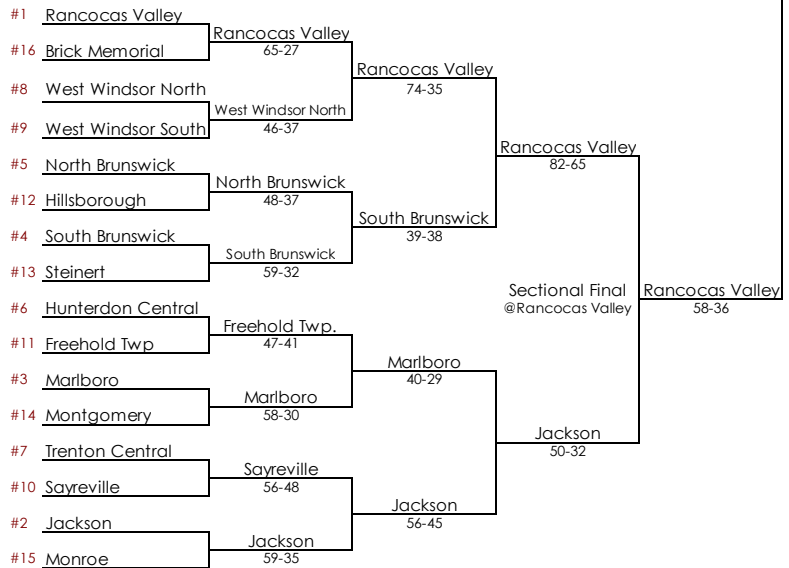 #1 Rancocas Valley
Rancocas Valley
#16 Brick Memorial
65-27
Rancocas Valley
#8 West Windsor North
74-35
West Windsor North
#9 West Windsor South
46-37
Rancocas Valley
#5 North Brunswick
82-65
North Brunswick
#12 Hillsborough
48-37
South Brunswick
#4 South Brunswick
39-38
South Brunswick
#13 Steinert
59-32
Sectional Final
Rancocas Valley
#6 Hunterdon Central
@Rancocas Valley
58-36
Freehold Twp.
#11 Freehold Twp
47-41
Marlboro
#3 Marlboro
40-29
Marlboro
#14 Montgomery
58-30
Jackson
#7 Trenton Central
50-32
Sayreville
#10 Sayreville
56-48
Jackson
#2 Jackson
56-45
Jackson
#15 Monroe
59-35